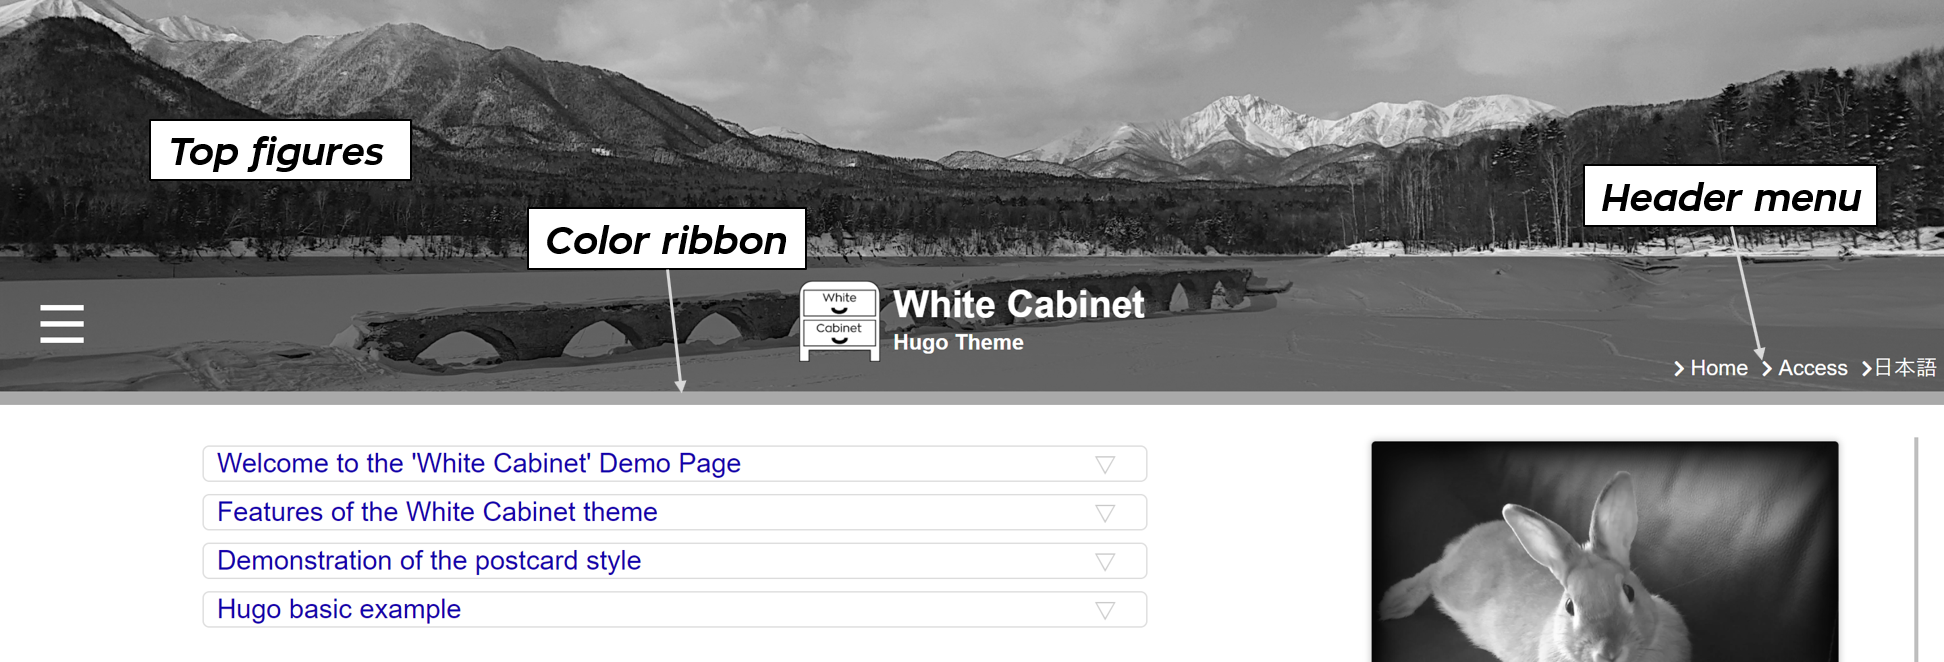 Top figures
Header menu
Color ribbon
White
Cabinet
White Cabinet
Hugo Theme
Home Access 日本語
Welcome to the 'White Cabinet' Demo Page
Features of the White Cabinet theme
Demonstration of the postcard style
Hugo basic example